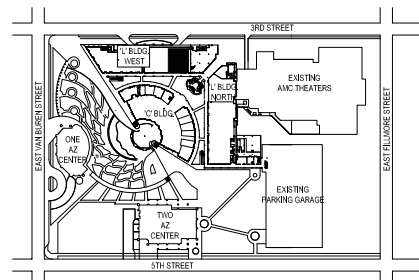 3RD STREET
'L' BLDG.
WEST
'L' BLDG.
NORTH
EXISTING
AMC THEATERS
'C' BLDG.
EAST VAN BUREN STREET
EAST FILLMORE STREET
ONE
AZ
CENTER
TWO
AZ
CENTER
EXISTING
PARKING GARAGE
5TH STREET